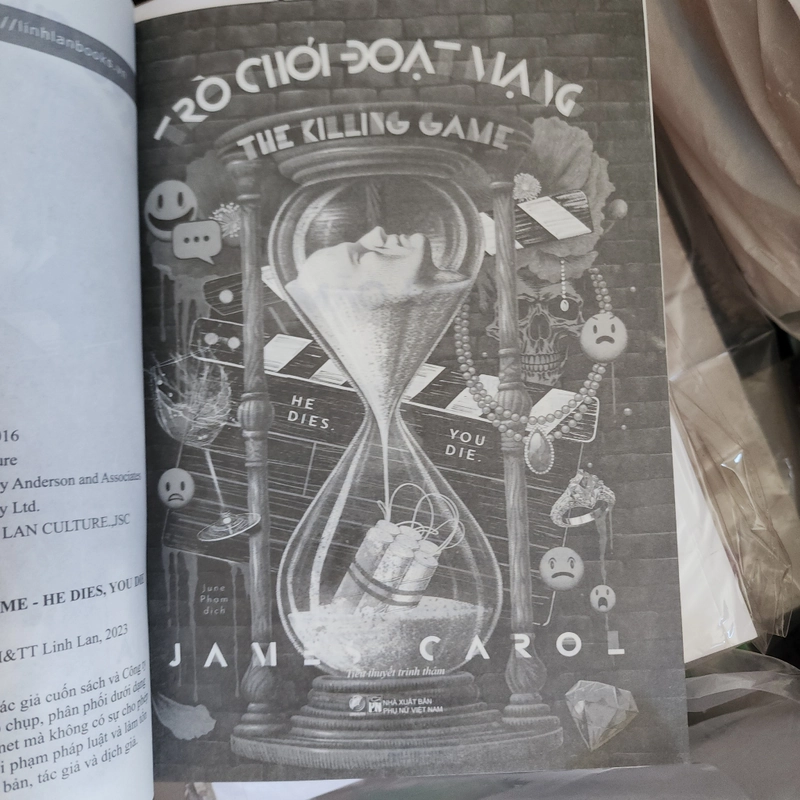 //linhlanbooks.vn
016
ure
y Anderson and Associates
y Ltd.
LAN CULTURE.,JSC
ME - HE DIES, YOU DIE
M&TT Linh Lan, 2023
ác giả cuốn sách và Công ty
chụp, phân phối dưới dạng
net mà không có sự cho phép
i phạm pháp luật và làm tổn
bản, tác giả và dịch giả.
TRÒ CHƠI ĐOẠT MẠNG
THE KILLING GAME
HE
DIES.
YOU
DIE.
June
Phạm
dịch
JAMES CAROL
Tiểu thuyết trinh thám
NHÀ XUẤT BẢN
PHỤ NỮ VIỆT NAM